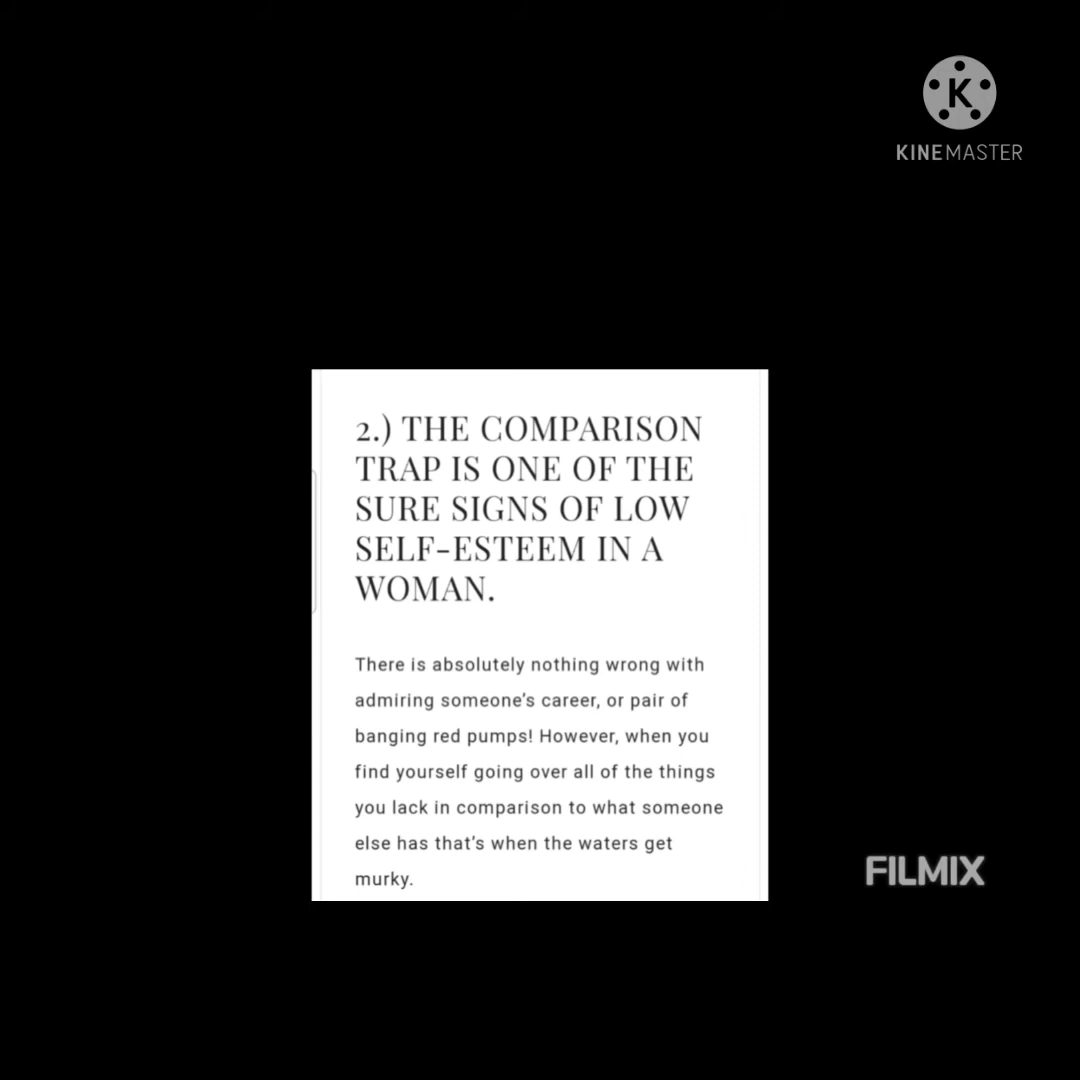 K
KINEMASTER
2.) THE COMPARISON
TRAP IS ONE OF THE
SURE SIGNS OF LOW
SELF-ESTEEM IN A
WOMAN.
There is absolutely nothing wrong with
admiring someone's career, or pair of
banging red pumps! However, when you
find yourself going over all of the things
you lack in comparison to what someone
else has that's when the waters get
murky.
FILMIX